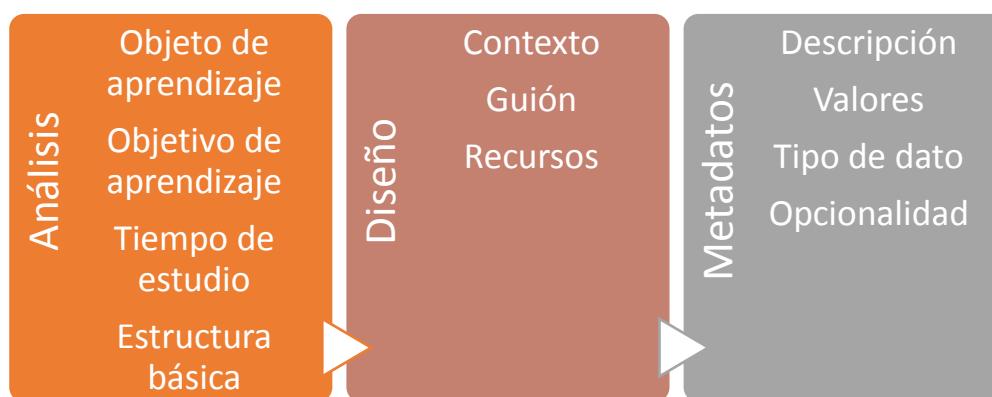 Análisis
Objeto de
aprendizaje
Objetivo de
aprendizaje
Tiempo de
estudio
Estructura
básica
Diseño
Contexto
Guión
Recursos
Metadatos
Descripción
Valores
Tipo de dato
Opcionalidad